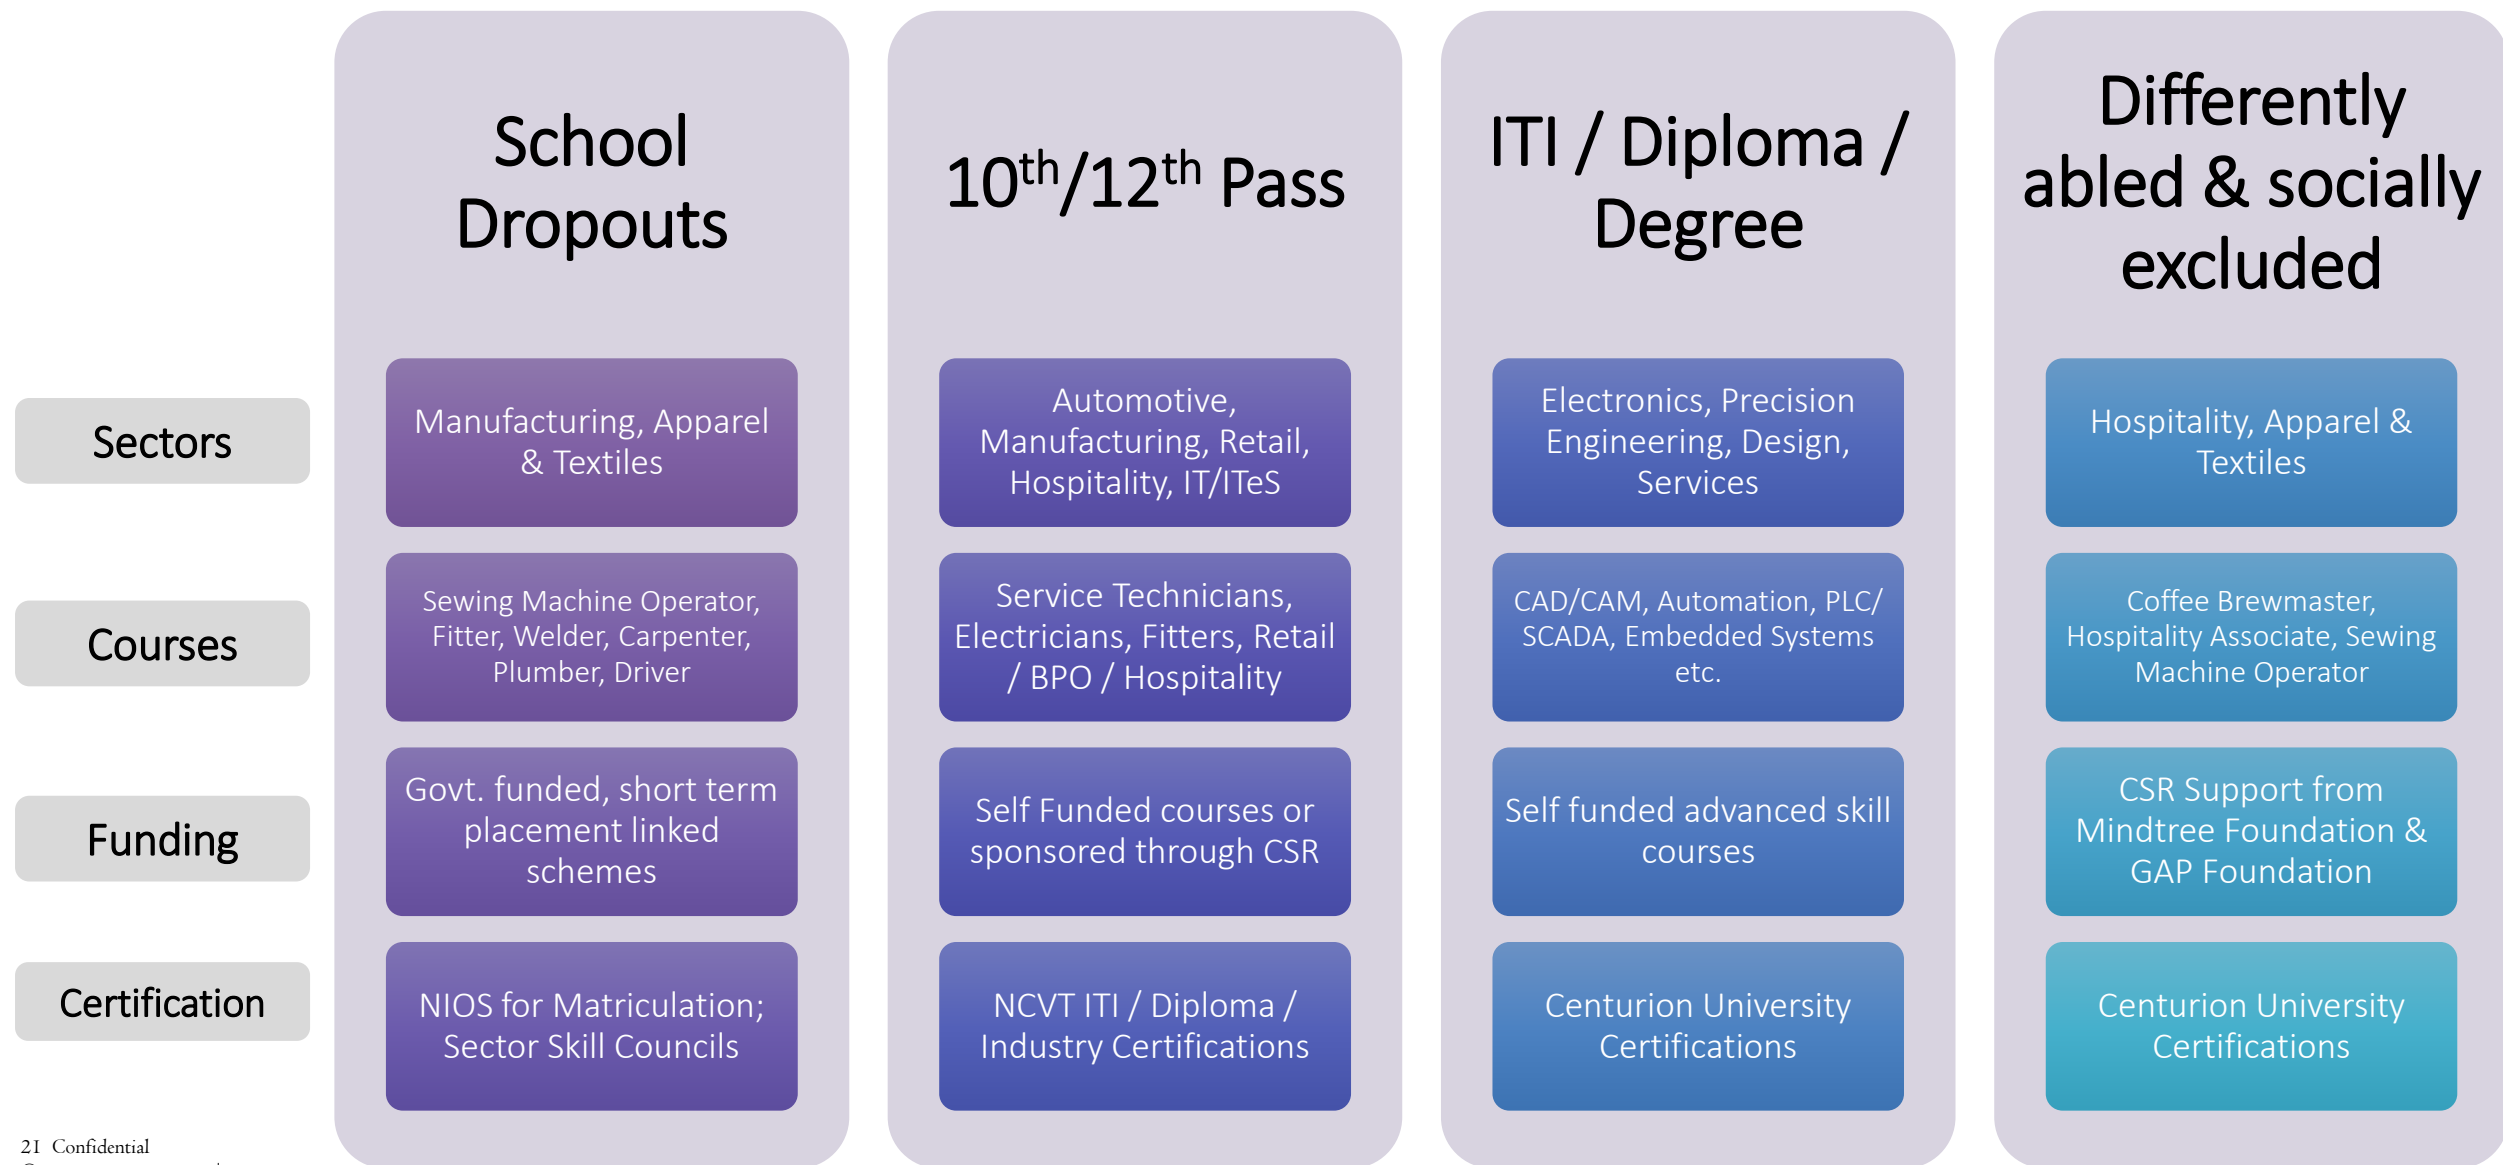 School
Dropouts
10th/12th Pass
ITI / Diploma /
Degree
Differently
abled & socially
excluded
Sectors
Manufacturing, Apparel
& Textiles
Automotive,
Manufacturing, Retail,
Hospitality, IT/ITeS
Electronics, Precision
Engineering, Design,
Services
Hospitality, Apparel &
Textiles
Courses
Sewing Machine Operator,
Fitter, Welder, Carpenter,
Plumber, Driver
Service Technicians,
Electricians, Fitters, Retail
/ BPO / Hospitality
CAD/CAM, Automation, PLC/
SCADA, Embedded Systems
etc.
Coffee Brewmaster,
Hospitality Associate, Sewing
Machine Operator
Funding
Govt. funded, short term
placement linked
schemes
Self Funded courses or
sponsored through CSR
Self funded advanced skill
courses
CSR Support from
Mindtree Foundation &
GAP Foundation
Certification
NIOS for Matriculation;
Sector Skill Councils
NCVT ITI / Diploma /
Industry Certifications
Centurion University
Certifications
Centurion University
Certifications
21 Confidential